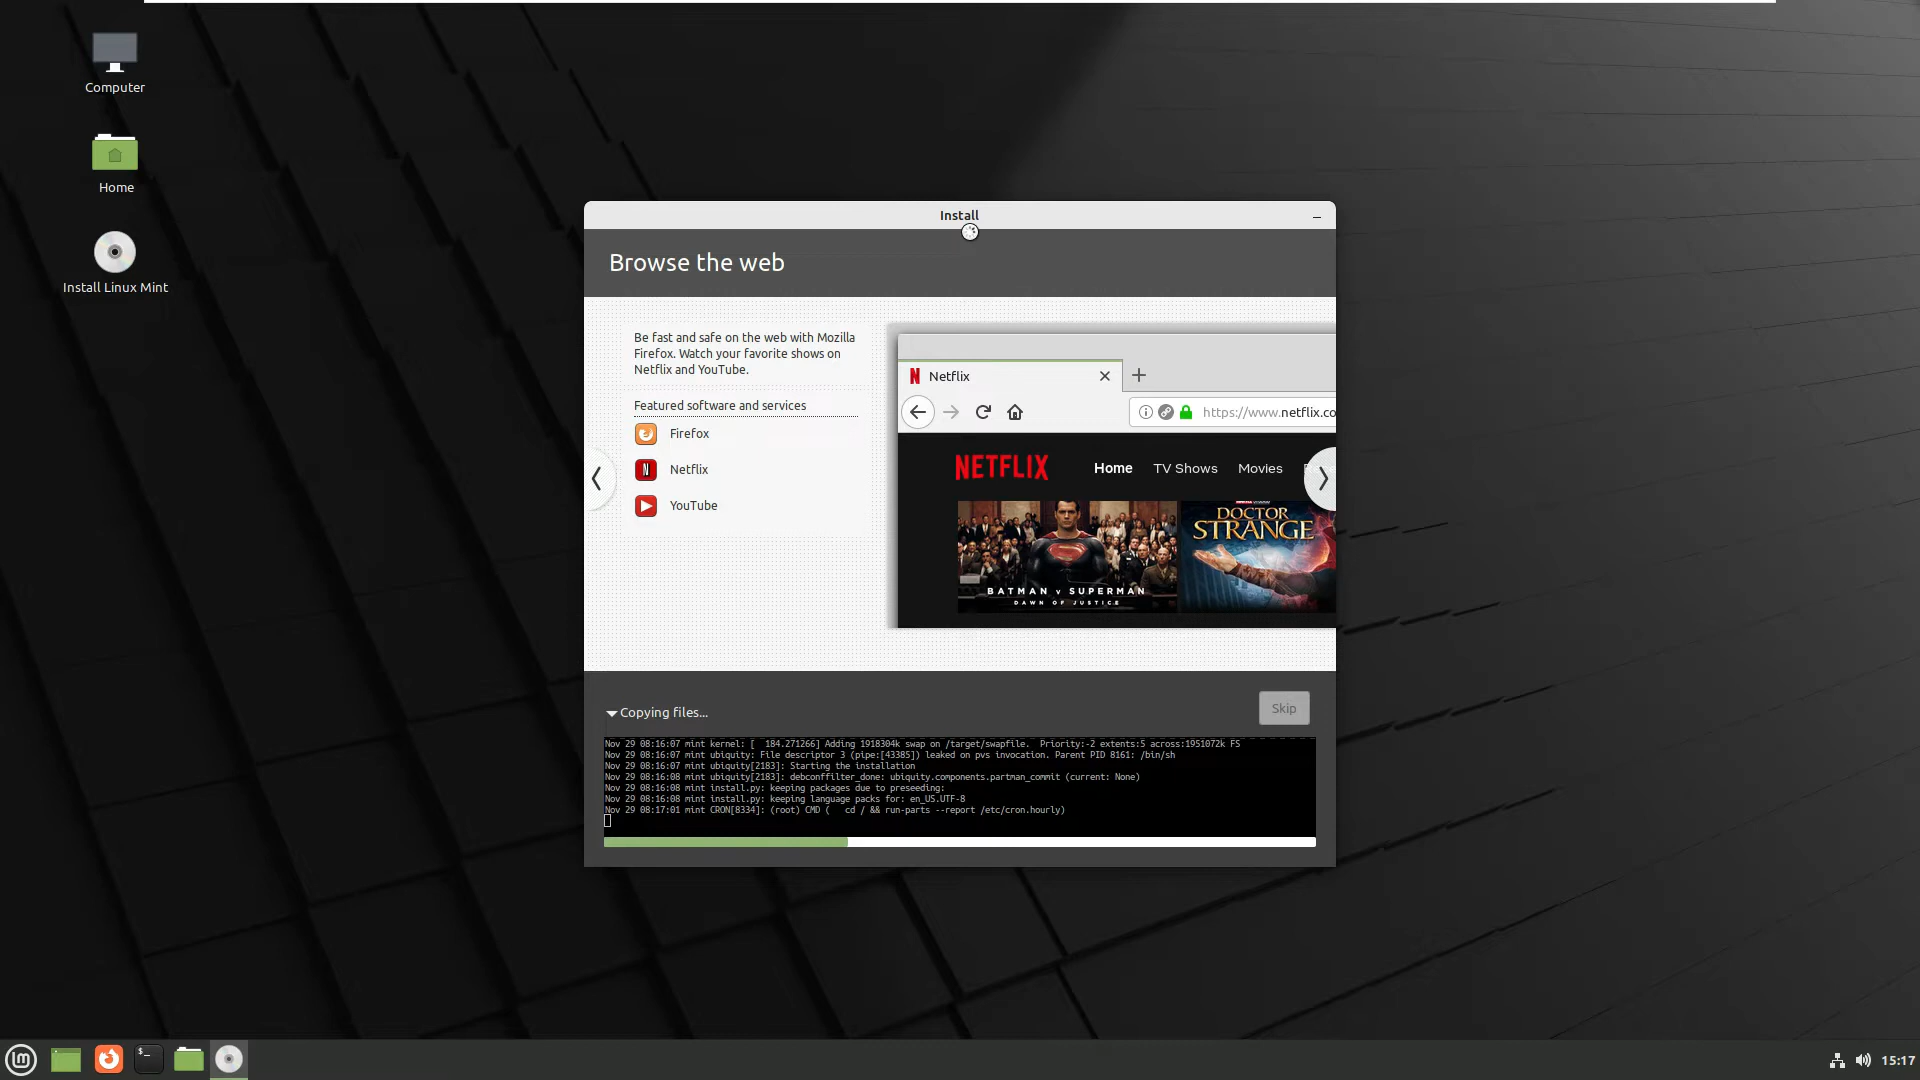 Computer
Home
Install Linux Mint
Install
Browse the web
Be fast and safe on the web with Mozilla
Firefox. Watch your favorite shows on
Netflix and YouTube.
Featured software and services
Firefox
Netflix
YouTube
Netflix
https://www.netflix.co
NETFLIX
Home TV Shows Movies
BATMAN v SUPERMAN
DAWN OF JUSTICE
DOCTOR
STRANGE
Copying files...
Skip
Nov 29 08:16:07 mint kernel: [  184.271266] Adding 1918304k swap on /target/swapfile.  Priority:-2 extents:5 across:1951072k FS
Nov 29 08:16:07 mint ubiquity: File descriptor 3 (pipe:[43385]) leaked on pvs invocation. Parent PID 8161: /bin/sh
Nov 29 08:16:07 mint ubiquity[2183]: Starting the installation
Nov 29 08:16:08 mint ubiquity[2183]: debconffilter_done: ubiquity.components.partman_commit (current: None)
Nov 29 08:16:08 mint install.py: keeping packages due to preseeding:
Nov 29 08:16:08 mint install.py: keeping language packs for: en_US.UTF-8
Nov 29 08:17:01 mint CRON[8334]: (root) CMD (   cd / && run-parts --report /etc/cron.hourly)
$_
15:17